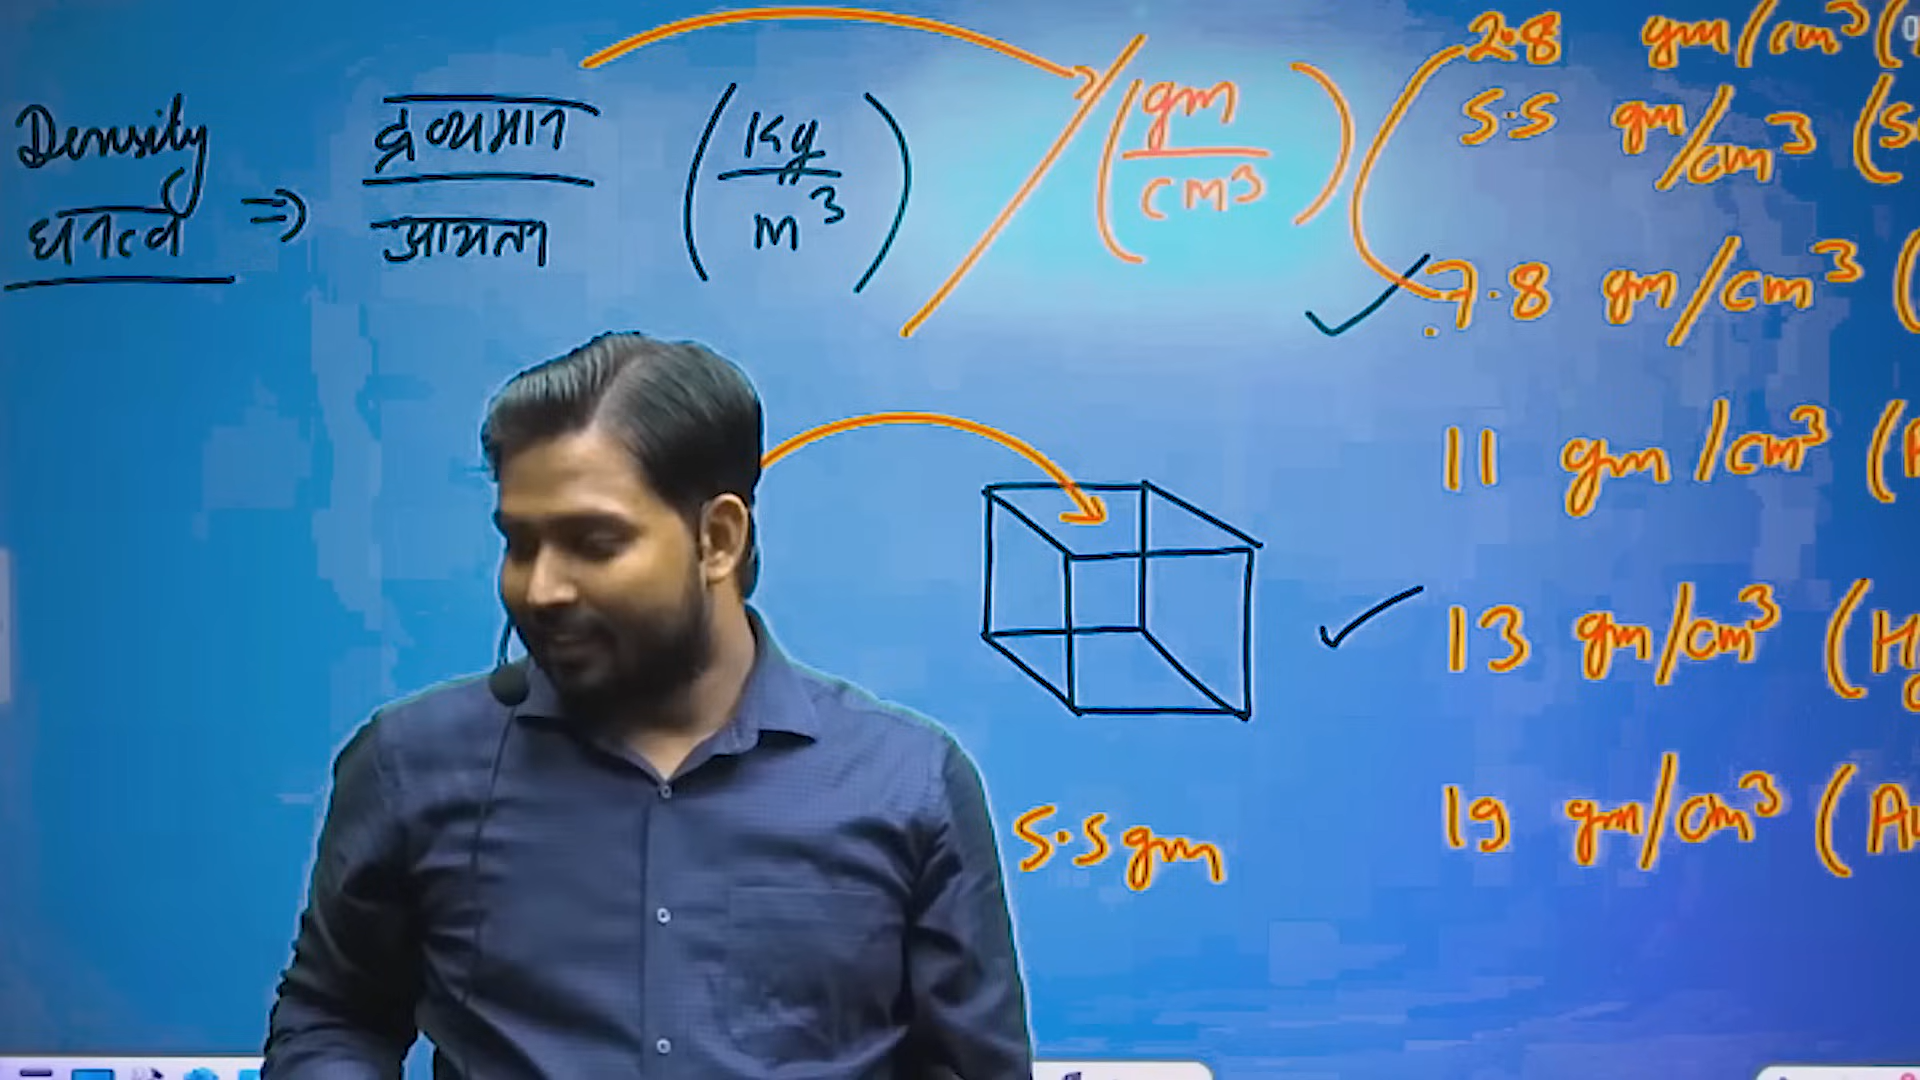 Density
घनत्व ⇒ द्रव्यमान / आयतन (Kg / m³) / (gm / cm³)
2.8 gm/cm³ (
5.5 gm/cm³ (S
7.8 gm/cm³ (
11 gm/cm³ (
13 gm/cm³ (Hg
19 gm/cm³ (Au
5.5 gm